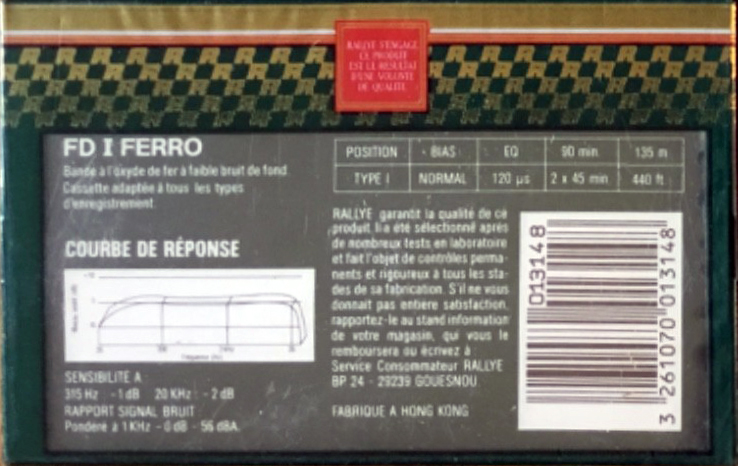 RALLYE S'ENGAGE
CE PRODUIT
EST LE RESULTAT
D'UNE VOLONTE
DE QUALITE
FD I FERRO
Bande à l'oxyde de fer à faible bruit de fond.
Cassette adaptée à tous les types
d'enregistrement.
POSITION BIAS EQ 90 min. 135 m
TYPE I NORMAL 120 µs 2 x 45 min 440 ft
COURBE DE RÉPONSE
SENSIBILITE A
315 Hz -1 dB 20 KHz - 2 dB
RAPPORT SIGNAL BRUIT
Pondéré à 1 KHz - 0 dB - 56 dBA.
RALLYE garantit la qualité de ce
produit. Il a été sélectionné après
de nombreux tests en laboratoire
et fait l'objet de contrôles perma-
nents et rigoureux à tous les sta-
des de sa fabrication. S'il ne vous
donnait pas entière satisfaction,
rapportez-le au stand information
de votre magasin, qui vous le
remboursera ou écrivez à
Service Consommateur RALLYE
BP 24 - 29239 GOUESNOU.
FABRIQUE A HONG KONG
013148
3 261070 013148